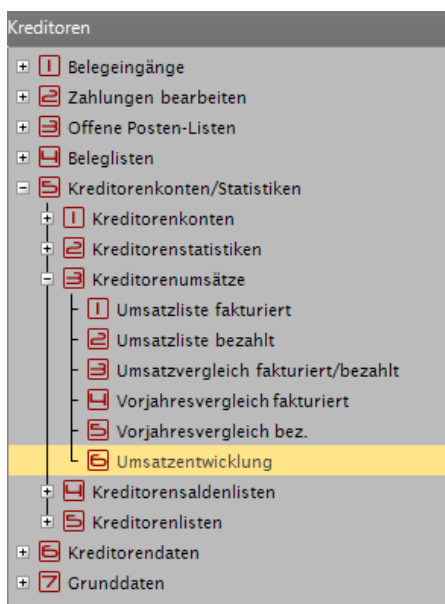 Kreditoren
1 Belegeingänge
2 Zahlungen bearbeiten
3 Offene Posten-Listen
4 Beleglisten
5 Kreditorenkonten/Statistiken
1 Kreditorenkonten
2 Kreditorenstatistiken
3 Kreditorenumsätze
1 Umsatzliste fakturiert
2 Umsatzliste bezahlt
3 Umsatzvergleich fakturiert/bezahlt
4 Vorjahresvergleich fakturiert
5 Vorjahresvergleich bez.
6 Umsatzentwicklung
4 Kreditorensaldenlisten
5 Kreditorenlisten
6 Kreditorendaten
7 Grunddaten